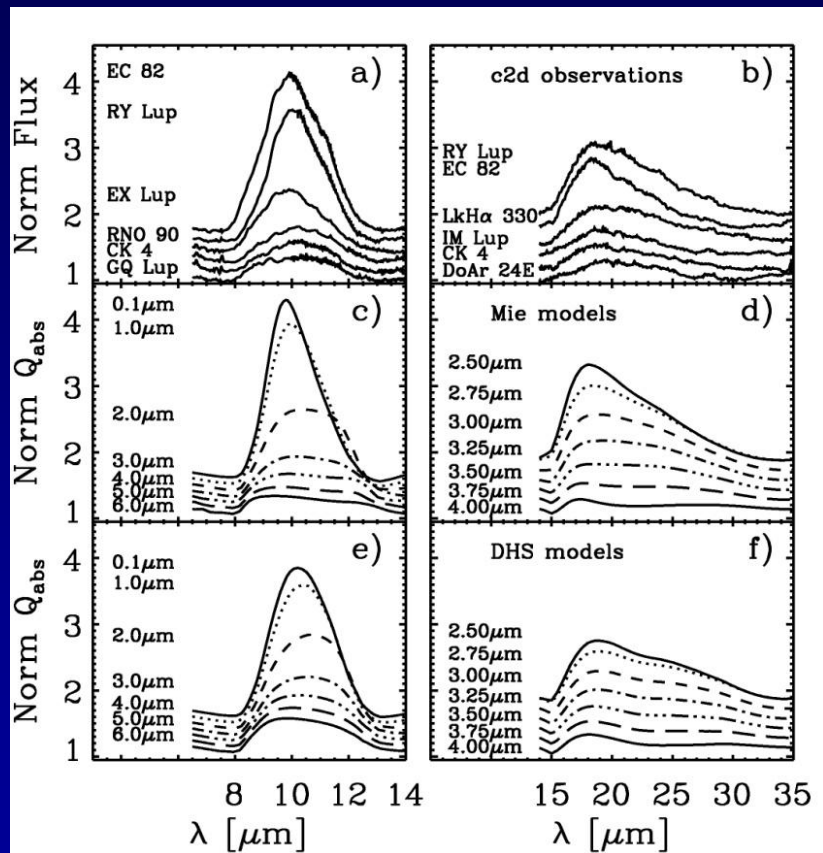 a)
EC 82
RY Lup
EX Lup
RNO 90
CK 4
GQ Lup
Norm Flux
4
3
2
1
b)
c2d observations
RY Lup
EC 82
LkHα 330
IM Lup
CK 4
DoAr 24E
c)
0.1μm
1.0μm
2.0μm
3.0μm
4.0μm
5.0μm
6.0μm
Norm Qabs
4
3
2
1
d)
Mie models
2.50μm
2.75μm
3.00μm
3.25μm
3.50μm
3.75μm
4.00μm
e)
0.1μm
1.0μm
2.0μm
3.0μm
4.0μm
5.0μm
6.0μm
Norm Qabs
4
3
2
1
8 10 12 14
λ [μm]
f)
DHS models
2.50μm
2.75μm
3.00μm
3.25μm
3.50μm
3.75μm
4.00μm
15 20 25 30 35
λ [μm]